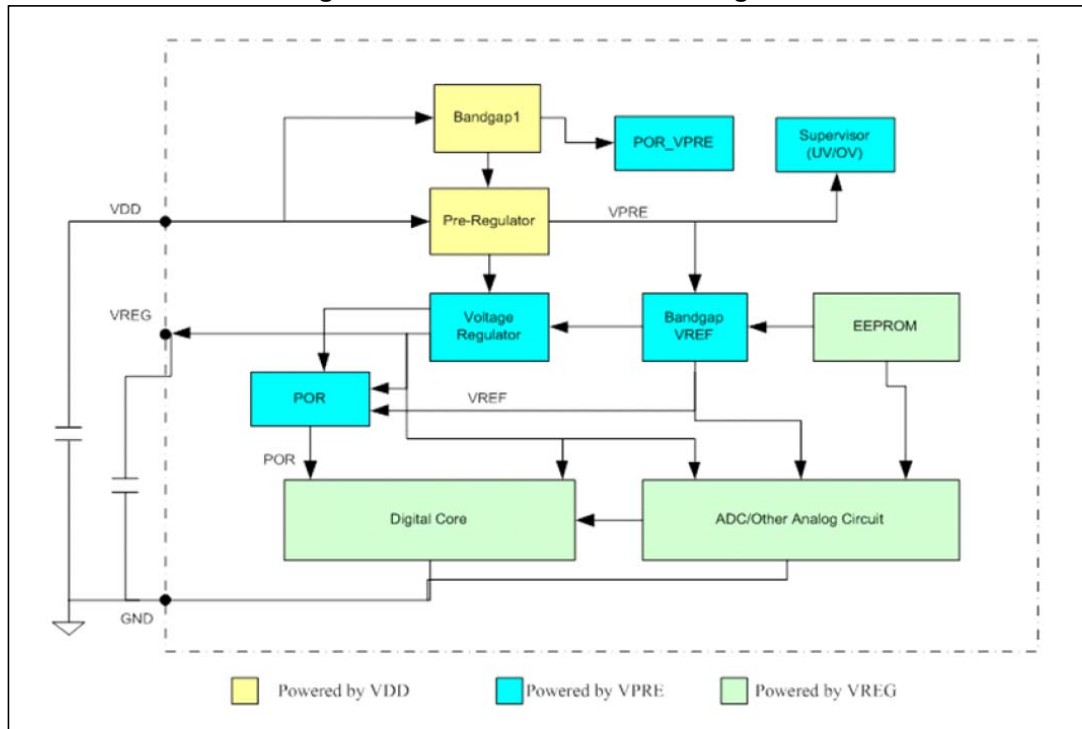 Bandgap1
POR_VPRE
Supervisor
(UV/OV)
VDD
Pre-Regulator
VPRE
VREG
Voltage
Regulator
Bandgap
VREF
EEPROM
POR
VREF
POR
Digital Core
ADC/Other Analog Circuit
GND
Powered by VDD
Powered by VPRE
Powered by VREG